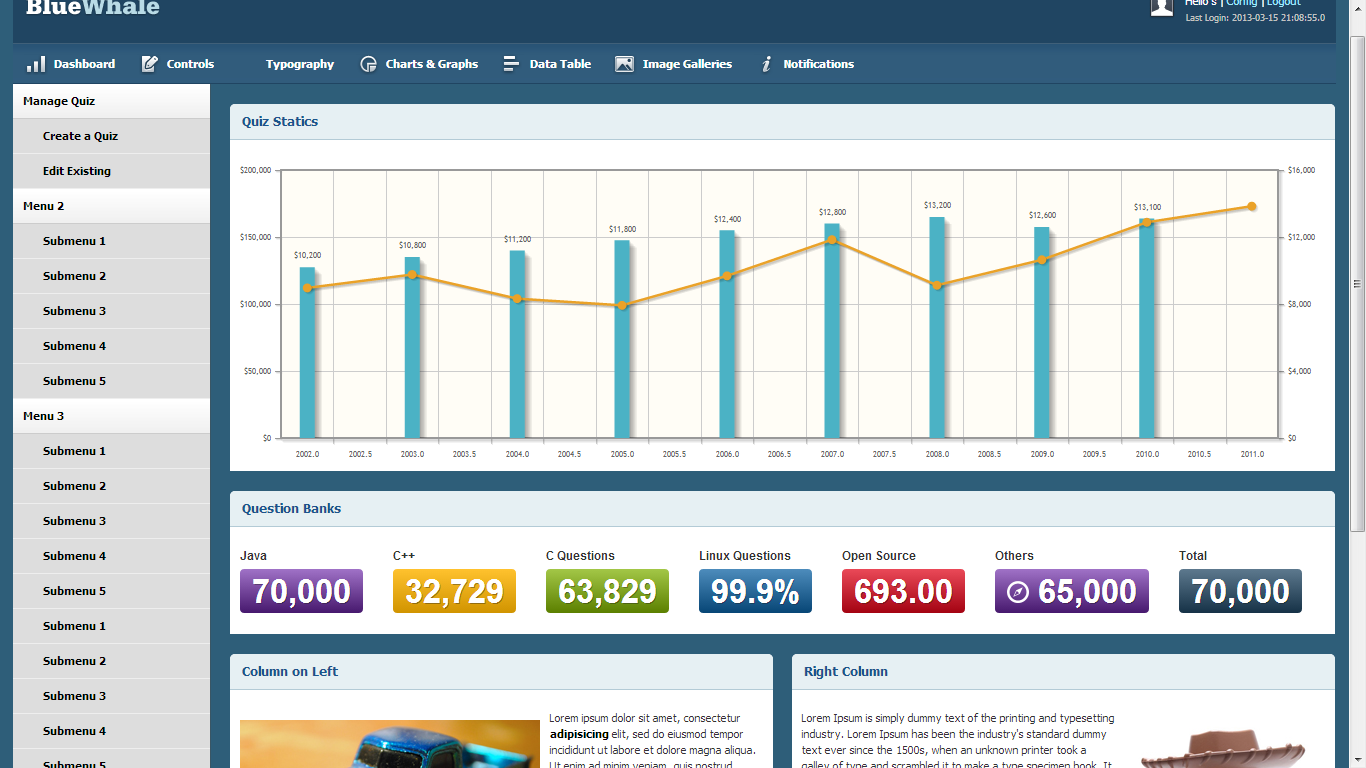 BlueWhale
Hello s | Config | Logout
Last Login: 2013-03-15 21:08:55.0
Dashboard Controls Typography Charts & Graphs Data Table Image Galleries Notifications
Manage Quiz
Create a Quiz
Edit Existing
Menu 2
Submenu 1
Submenu 2
Submenu 3
Submenu 4
Submenu 5
Menu 3
Submenu 1
Submenu 2
Submenu 3
Submenu 4
Submenu 5
Submenu 1
Submenu 2
Submenu 3
Submenu 4
Submenu 5
Quiz Statics
$200,000 $16,000
$13,200
$12,800 $13,100
$12,400 $12,600
$11,800
$150,000 $12,000
$11,200
$10,800
$10,200
$100,000 $8,000
$50,000 $4,000
$0 $0
2002.0 2002.5 2003.0 2003.5 2004.0 2004.5 2005.0 2005.5 2006.0 2006.5 2007.0 2007.5 2008.0 2008.5 2009.0 2009.5 2010.0 2010.5 2011.0
Question Banks
Java C++ C Questions Linux Questions Open Source Others Total
70,000 32,729 63,829 99.9% 693.00 65,000 70,000
Column on Left
Lorem ipsum dolor sit amet, consectetur
adipisicing elit, sed do eiusmod tempor
incididunt ut labore et dolore magna aliqua.
Ut enim ad minim veniam, quis nostrud
Right Column
Lorem Ipsum is simply dummy text of the printing and typesetting
industry. Lorem Ipsum has been the industry's standard dummy
text ever since the 1500s, when an unknown printer took a
galley of type and scrambled it to make a type specimen book. It